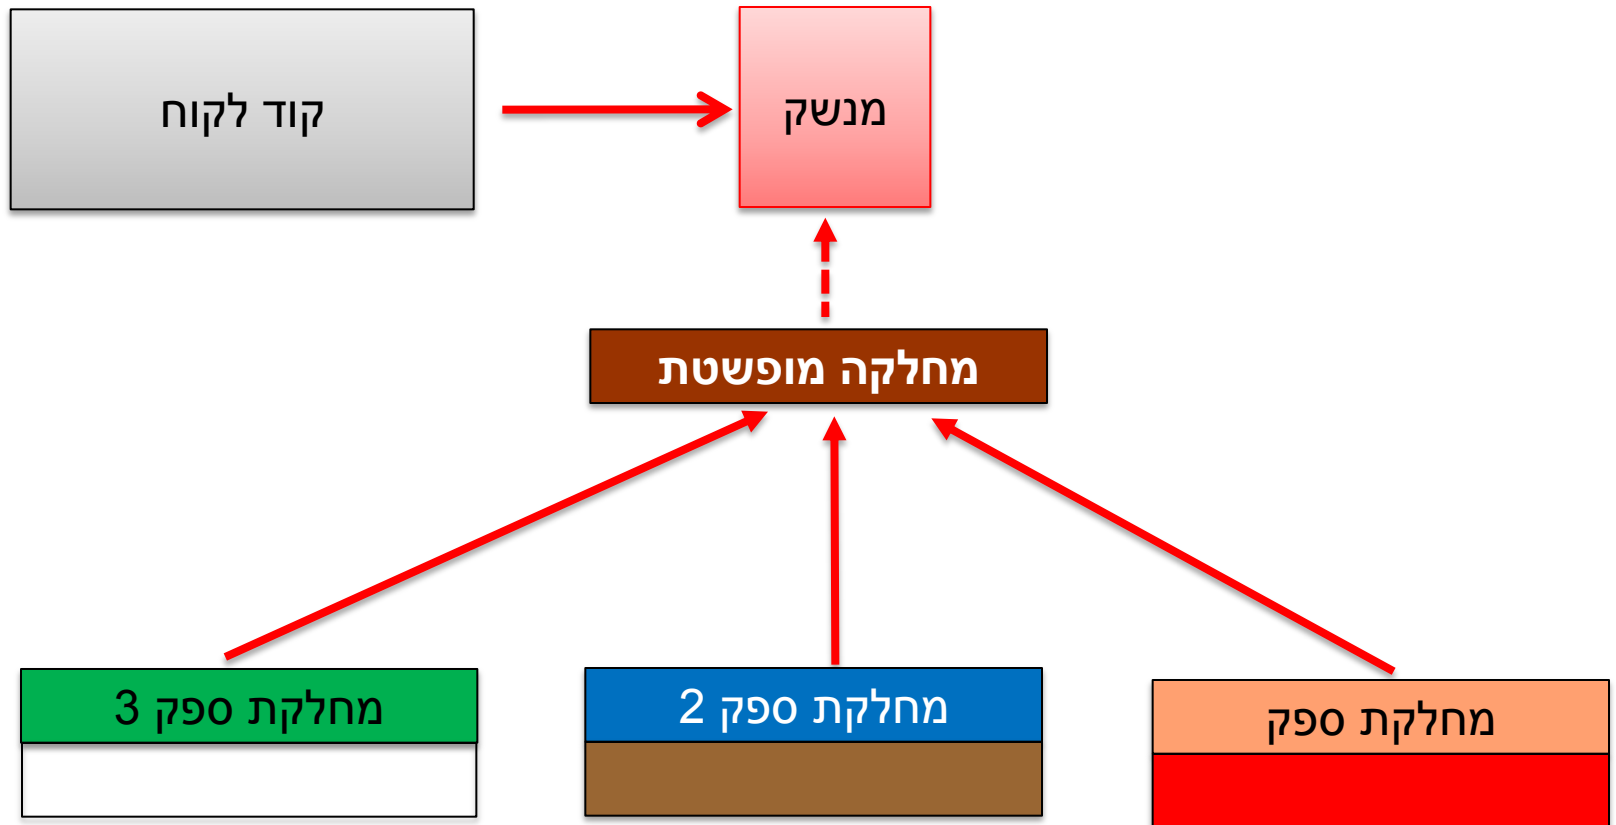 קוד לקוח
מנשק
מחלקה מופשטת
מחלקת ספק
מחלקת ספק 2
מחלקת ספק 3